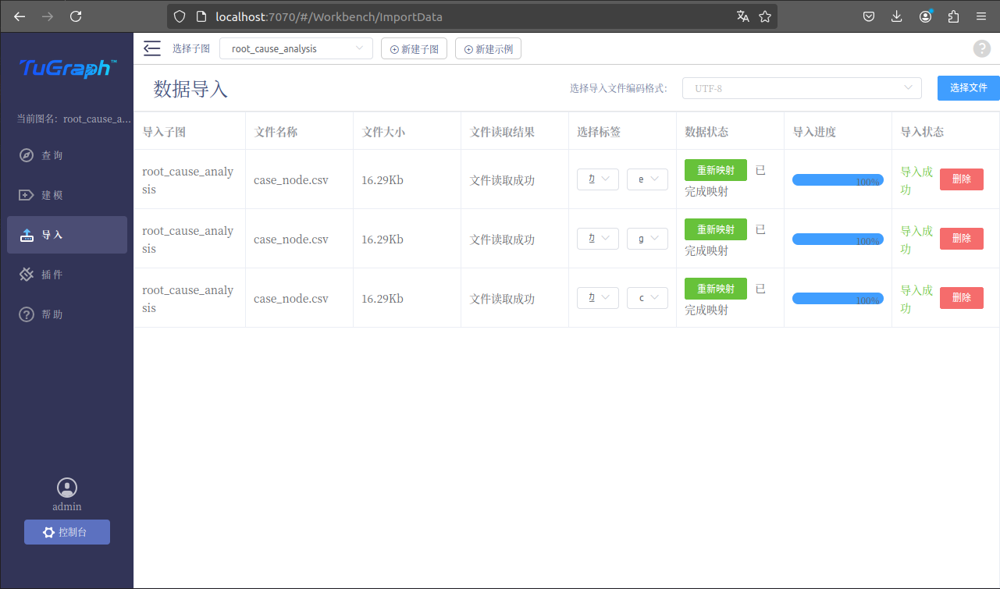 localhost:7070/#/Workbench/ImportData
TuGraph™
当前图名：root_cause_a...
查询
建模
导入
插件
帮助
admin
控制台
选择子图 root_cause_analysis 新建子图 新建示例 ?
数据导入 选择导入文件编码格式： UTF-8 选择文件
导入子图 文件名称 文件大小 文件读取结果 选择标签 数据状态 导入进度 导入状态
root_cause_analy
sis
case_node.csv 16.29Kb 文件读取成功 e 重新映射 已
完成映射
100% 导入成
功
删除
root_cause_analy
sis
case_node.csv 16.29Kb 文件读取成功 g 重新映射 已
完成映射
100% 导入成
功
删除
root_cause_analy
sis
case_node.csv 16.29Kb 文件读取成功 c 重新映射 已
完成映射
100% 导入成
功
删除